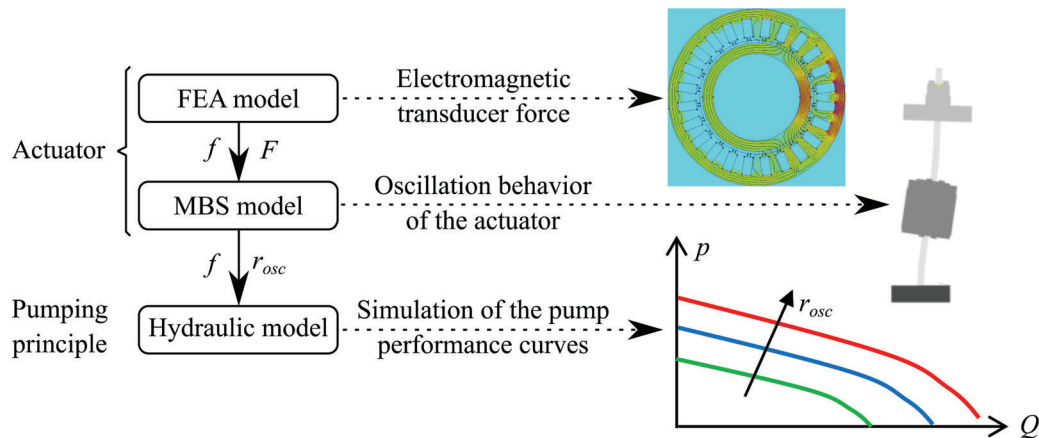 Actuator
FEA model
Electromagnetic
transducer force
f F
MBS model
Oscillation behavior
of the actuator
f r_osc
Pumping
principle
Hydraulic model
Simulation of the pump
performance curves
p
r_osc
Q